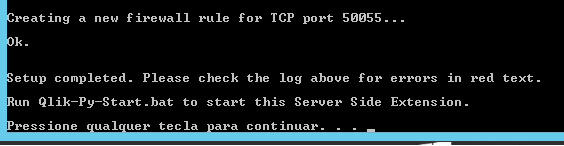 Creating a new firewall rule for TCP port 50055...
Ok.
Setup completed. Please check the log above for errors in red text.
Run Qlik-Py-Start.bat to start this Server Side Extension.
Pressione qualquer tecla para continuar. . . _